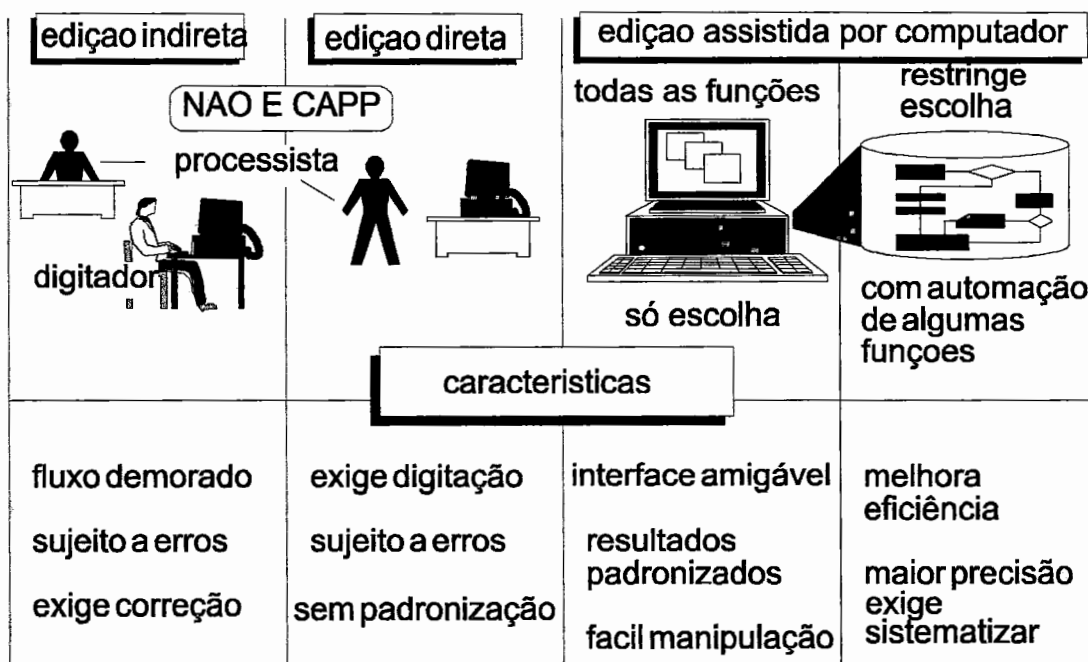 ediçao indireta
ediçao direta
edição assistida por computador
NAO E CAPP
processista
digitador
todas as funções
só escolha
restringe
escolha
com automação
de algumas
funçoes
caracteristicas
fluxo demorado
sujeito a erros
exige correção
exige digitação
sujeito a erros
sem padronização
interface amigável
resultados
padronizados
facil manipulação
melhora
eficiência
maior precisão
exige
sistematizar